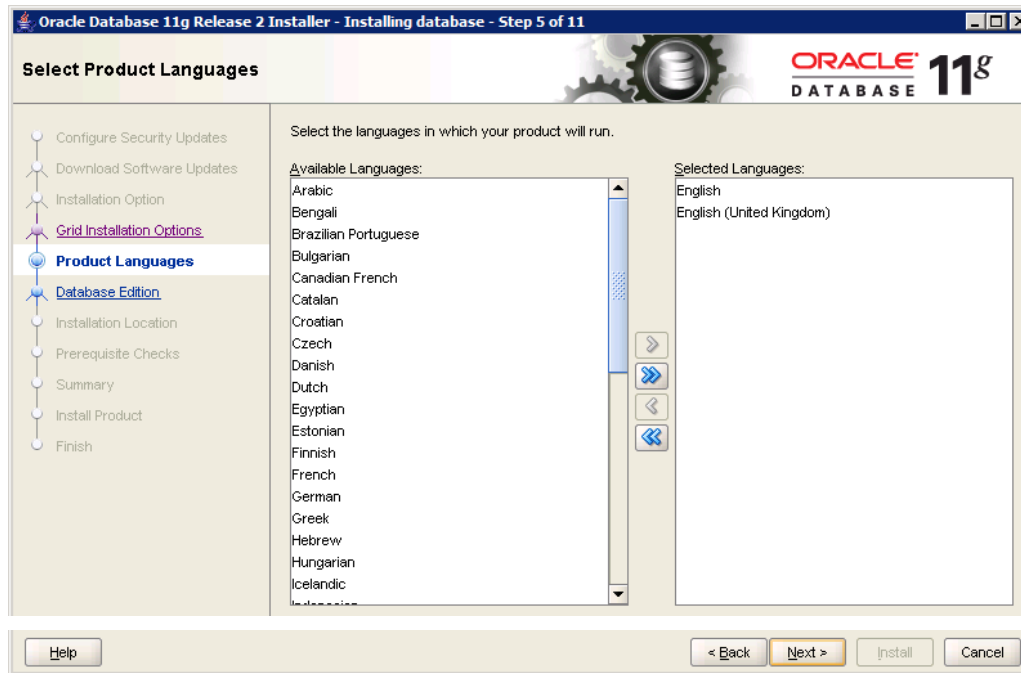 Oracle Database 11g Release 2 Installer - Installing database - Step 5 of 11
Select Product Languages
ORACLE 11g
DATABASE
Configure Security Updates
Download Software Updates
Installation Option
Grid Installation Options
Product Languages
Database Edition
Installation Location
Prerequisite Checks
Summary
Install Product
Finish
Select the languages in which your product will run.
Available Languages:
Arabic
Bengali
Brazilian Portuguese
Bulgarian
Canadian French
Catalan
Croatian
Czech
Danish
Dutch
Egyptian
Estonian
Finnish
French
German
Greek
Hebrew
Hungarian
Icelandic
Selected Languages:
English
English (United Kingdom)
Help
< Back
Next >
Install
Cancel